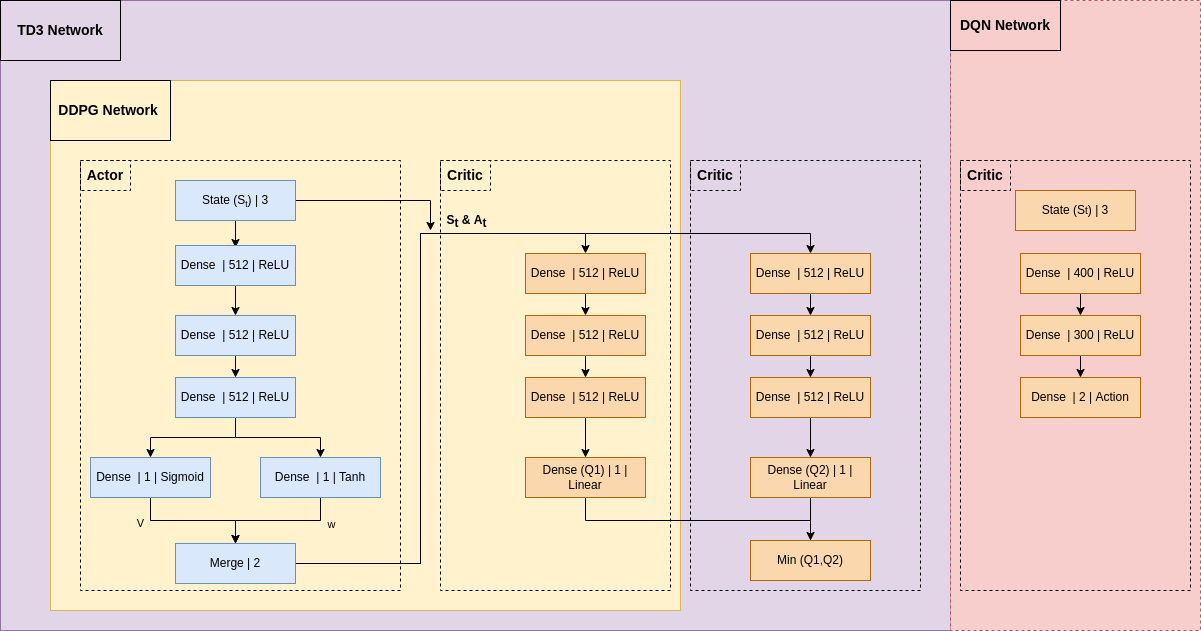 TD3 Network
DQN Network
DDPG Network
Actor
State (St) | 3
Dense | 512 | ReLU
Dense | 512 | ReLU
Dense | 512 | ReLU
Dense | 1 | Sigmoid
Dense | 1 | Tanh
V
w
Merge | 2
Critic
St & At
Dense | 512 | ReLU
Dense | 512 | ReLU
Dense | 512 | ReLU
Dense (Q1) | 1 |
Linear
Critic
Dense | 512 | ReLU
Dense | 512 | ReLU
Dense | 512 | ReLU
Dense (Q2) | 1 |
Linear
Min (Q1,Q2)
Critic
State (St) | 3
Dense | 400 | ReLU
Dense | 300 | ReLU
Dense | 2 | Action